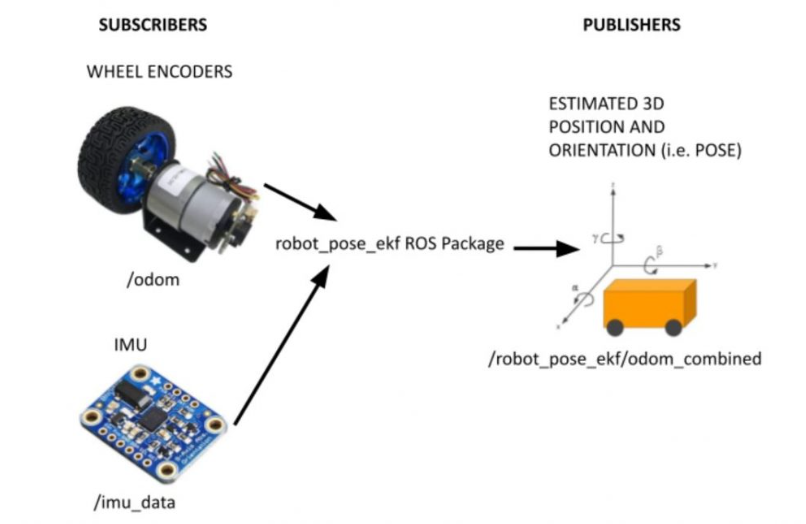 SUBSCRIBERS
PUBLISHERS
WHEEL ENCODERS
ESTIMATED 3D
POSITION AND
ORIENTATION (i.e. POSE)
robot_pose_ekf ROS Package
/odom
/robot_pose_ekf/odom_combined
IMU
/imu_data